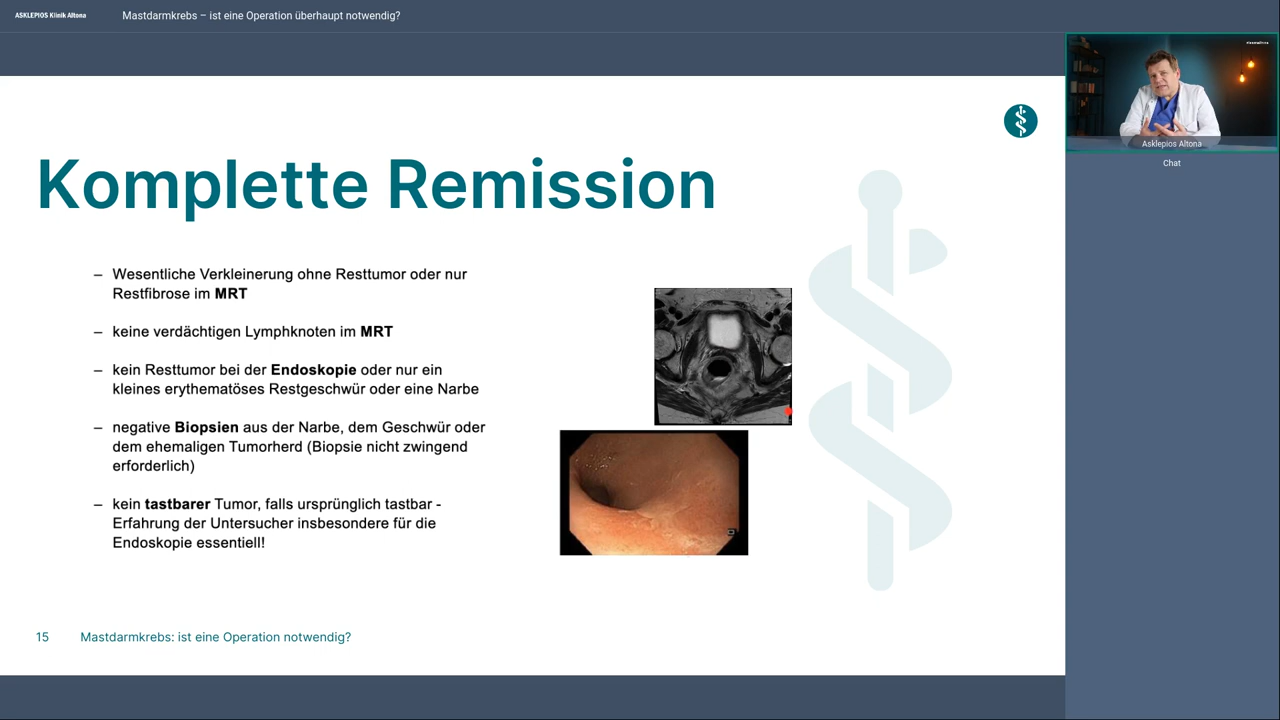 ASKLEPIOS Klinik Altona
Mastdarmkrebs – ist eine Operation überhaupt notwendig?
Komplette Remission
– Wesentliche Verkleinerung ohne Resttumor oder nur
Restfibrose im MRT
– keine verdächtigen Lymphknoten im MRT
– kein Resttumor bei der Endoskopie oder nur ein
kleines erythematöses Restgeschwür oder eine Narbe
– negative Biopsien aus der Narbe, dem Geschwür oder
dem ehemaligen Tumorherd (Biopsie nicht zwingend
erforderlich)
– kein tastbarer Tumor, falls ursprünglich tastbar -
Erfahrung der Untersucher insbesondere für die
Endoskopie essentiell!
15
Mastdarmkrebs: ist eine Operation notwendig?
Asklepios Altona
Chat